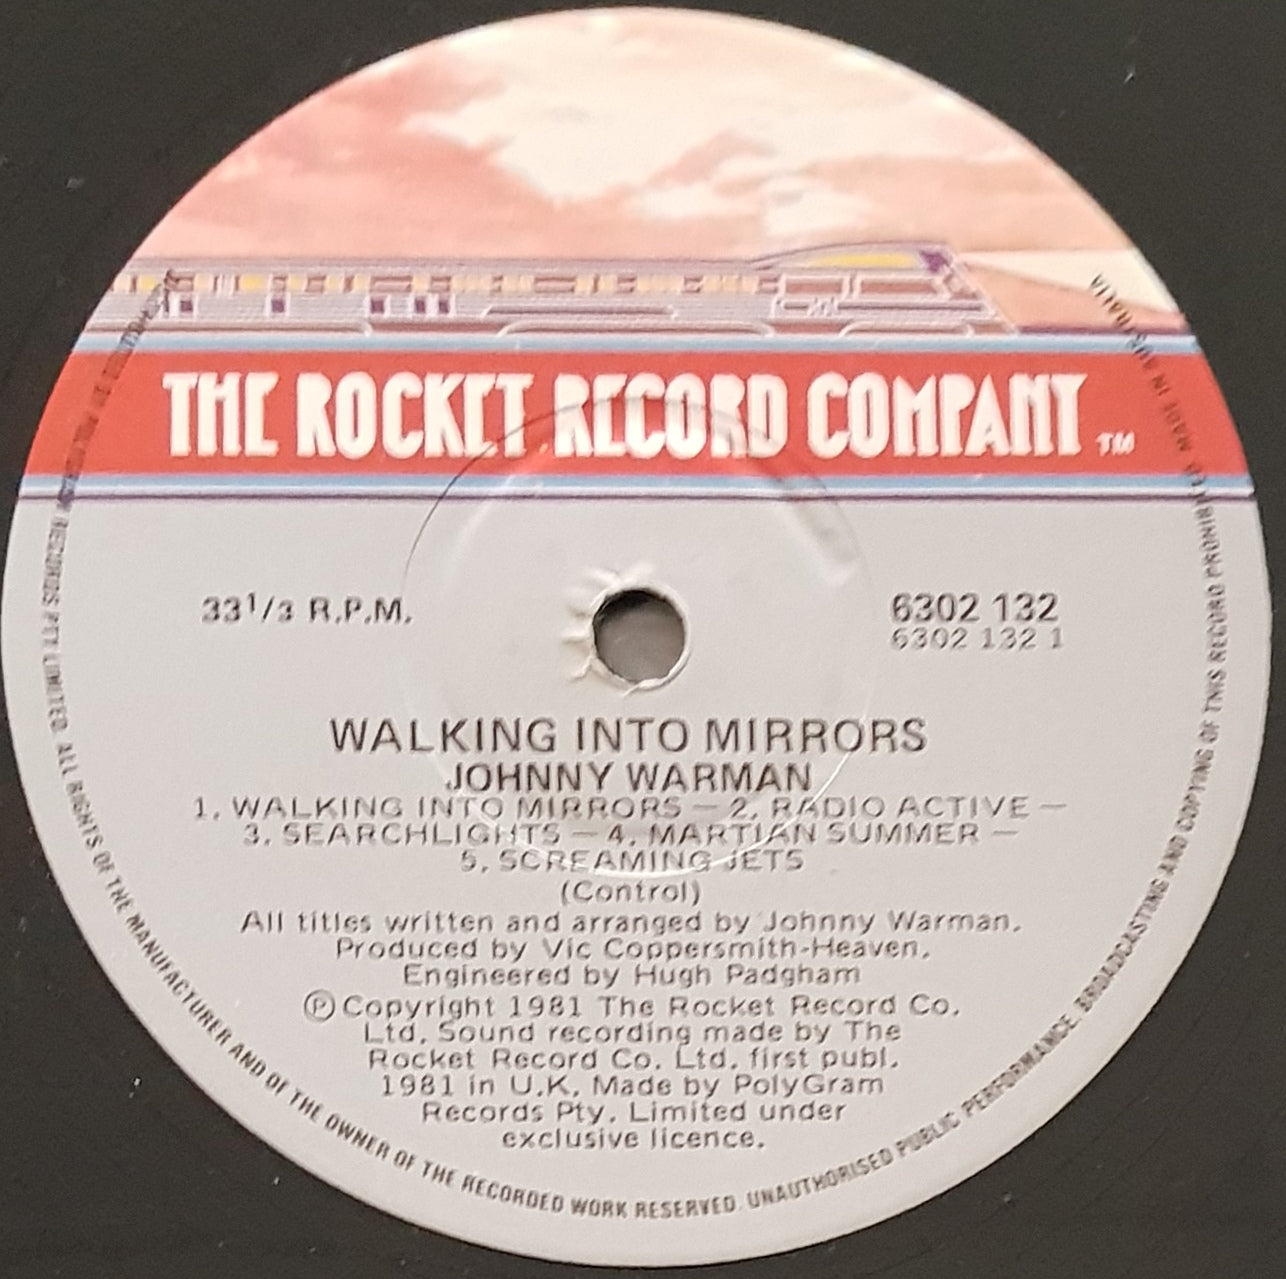 THE ROCKET RECORD COMPANY TM
33 1/3 R.P.M.
6302 132
6302 132 1
WALKING INTO MIRRORS
JOHNNY WARMAN
1. WALKING INTO MIRRORS — 2. RADIO ACTIVE —
3. SEARCHLIGHTS — 4. MARTIAN SUMMER —
5. SCREAMING JETS
(Control)
All titles written and arranged by Johnny Warman.
Produced by Vic Coppersmith-Heaven.
Engineered by Hugh Padgham
Ⓟ Copyright 1981 The Rocket Record Co.
Ltd. Sound recording made by The
Rocket Record Co. Ltd. first publ.
1981 in U.K. Made by PolyGram
Records Pty. Limited under
exclusive licence.
RECORDS PTY. LIMITED. ALL RIGHTS OF THE MANUFACTURER AND OF THE OWNER OF THE RECORDED WORK RESERVED. UNAUTHORISED PUBLIC PERFORMANCE. BROADCASTING AND COPYING OF THIS RECORD PROHIBITED MADE IN AUSTRALIA